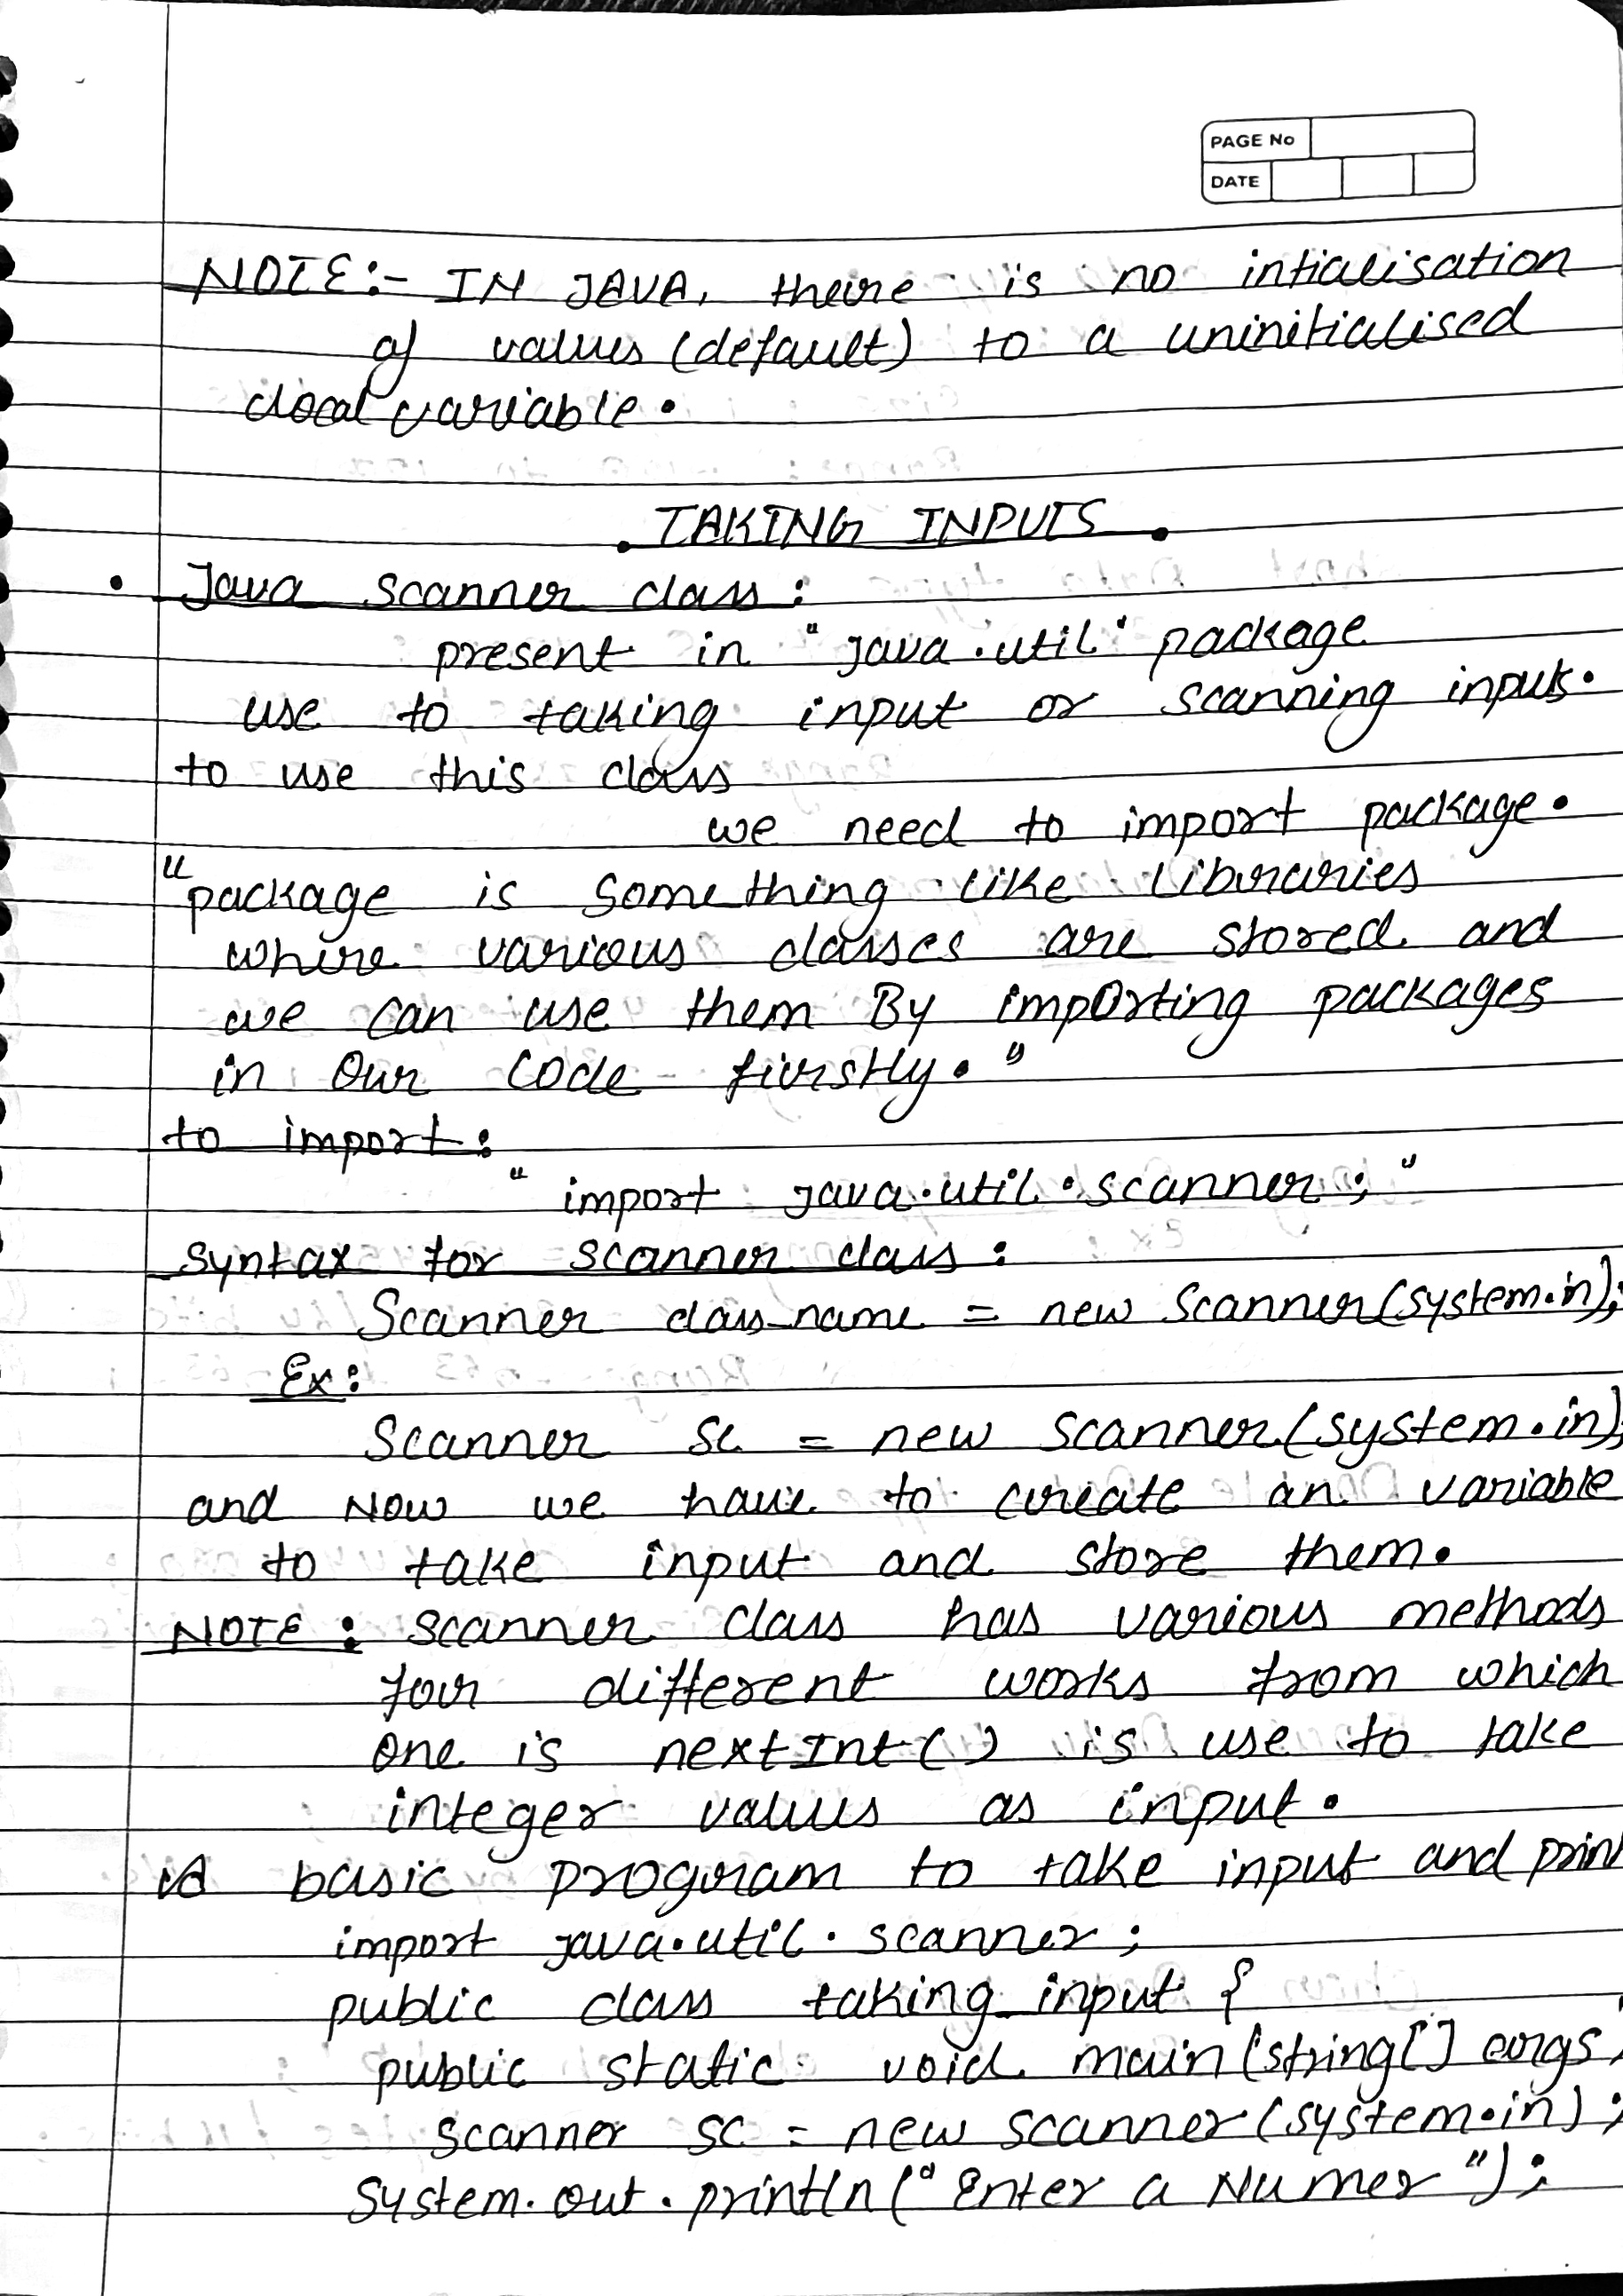 PAGE No
DATE
NOTE:- IN JAVA, there is no intialisation
of values (default) to a uninitialised
local variable.
. TAKING INPUTS .
• Java scanner class :
present in "java.util" package
use to taking input or scanning inputs.
to use this class
we need to import package.
"package is something like libraries
where various classes are stored and
we can use them By importing packages
in Our Code firstly."
to import :
"import java.util.scanner ;"
syntax for scanner class :
Scanner class_name = new Scanner(system.in);
Ex :
Scanner sc = new scanner(system.in);
and NOW we have to create an variable
to take input and store them.
NOTE : scanner class has various methods
for different works from which
one is nextInt() is use to take
integer values as input.
A basic program to take input and print
import java.util.scanner ;
public class taking_input {
public static void main (string[] args
scanner sc = new scanner (system.in) ;
system.out.println("Enter a Numer");